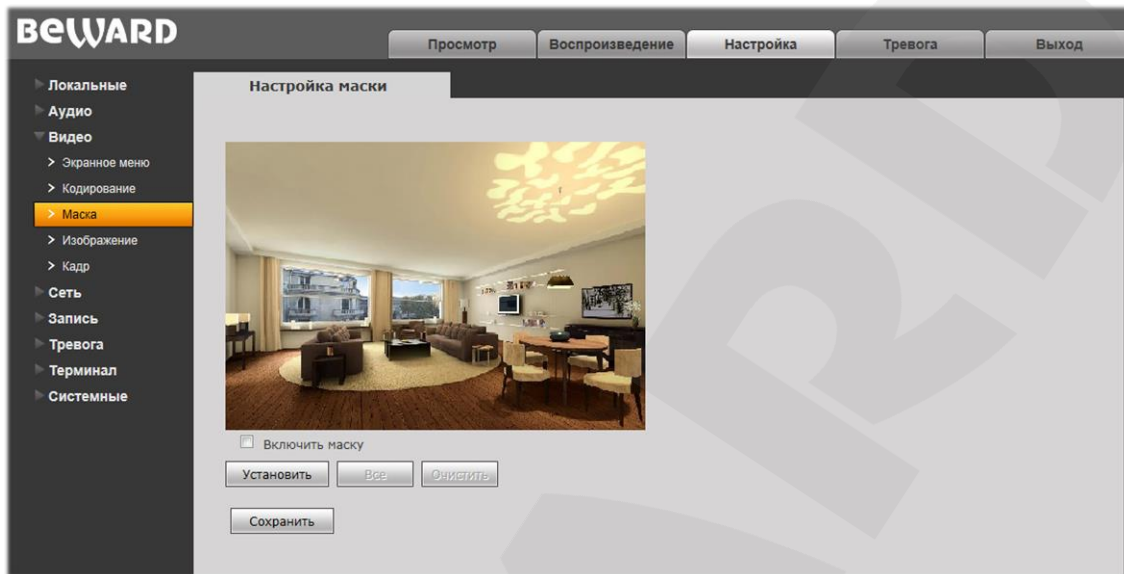 BEWARD
Просмотр Воспроизведение Настройка Тревога Выход
Локальные
Настройка маски
Аудио
Видео
Экранное меню
Кодирование
Маска
Изображение
Кадр
Сеть
Запись
Тревога
Терминал
Системные
Включить маску
Установить Все Очистить
Сохранить